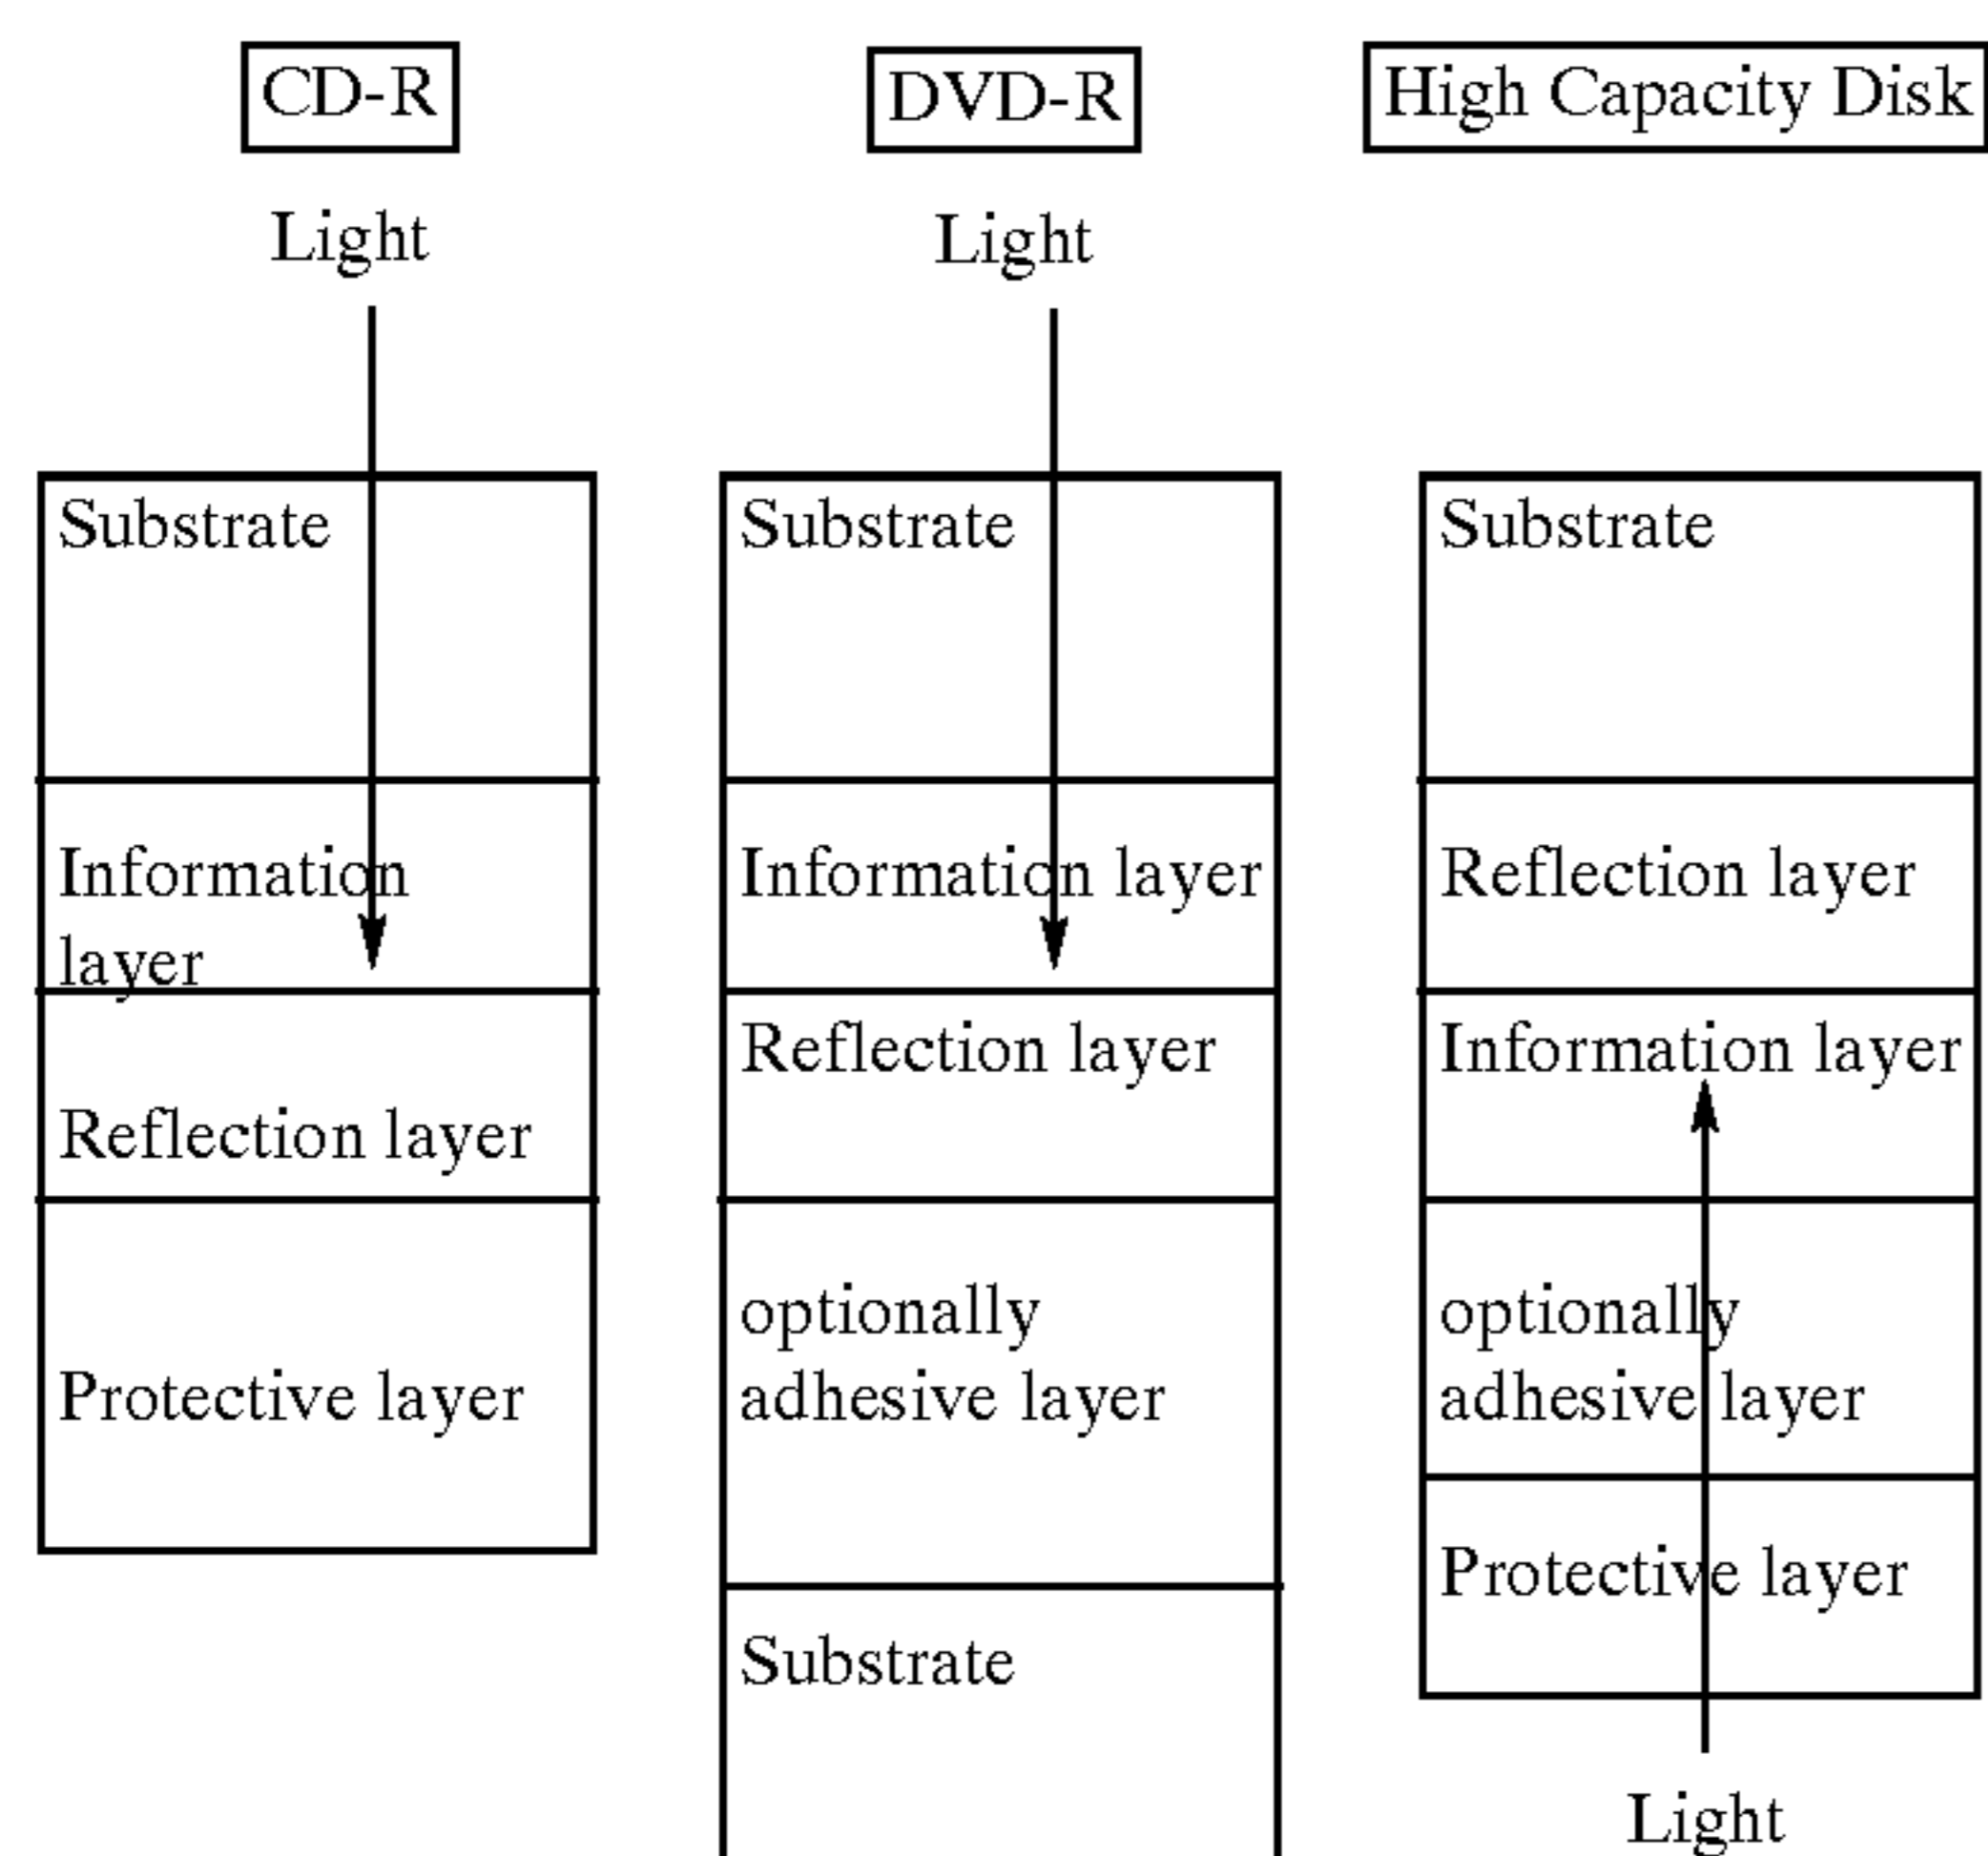 CD-R
Light
Substrate
Information
layer
Reflection layer
Protective layer
DVD-R
Light
Substrate
Information layer
Reflection layer
optionally
adhesive layer
Substrate
High Capacity Disk
Substrate
Reflection layer
Information layer
optionally
adhesive layer
Protective layer
Light